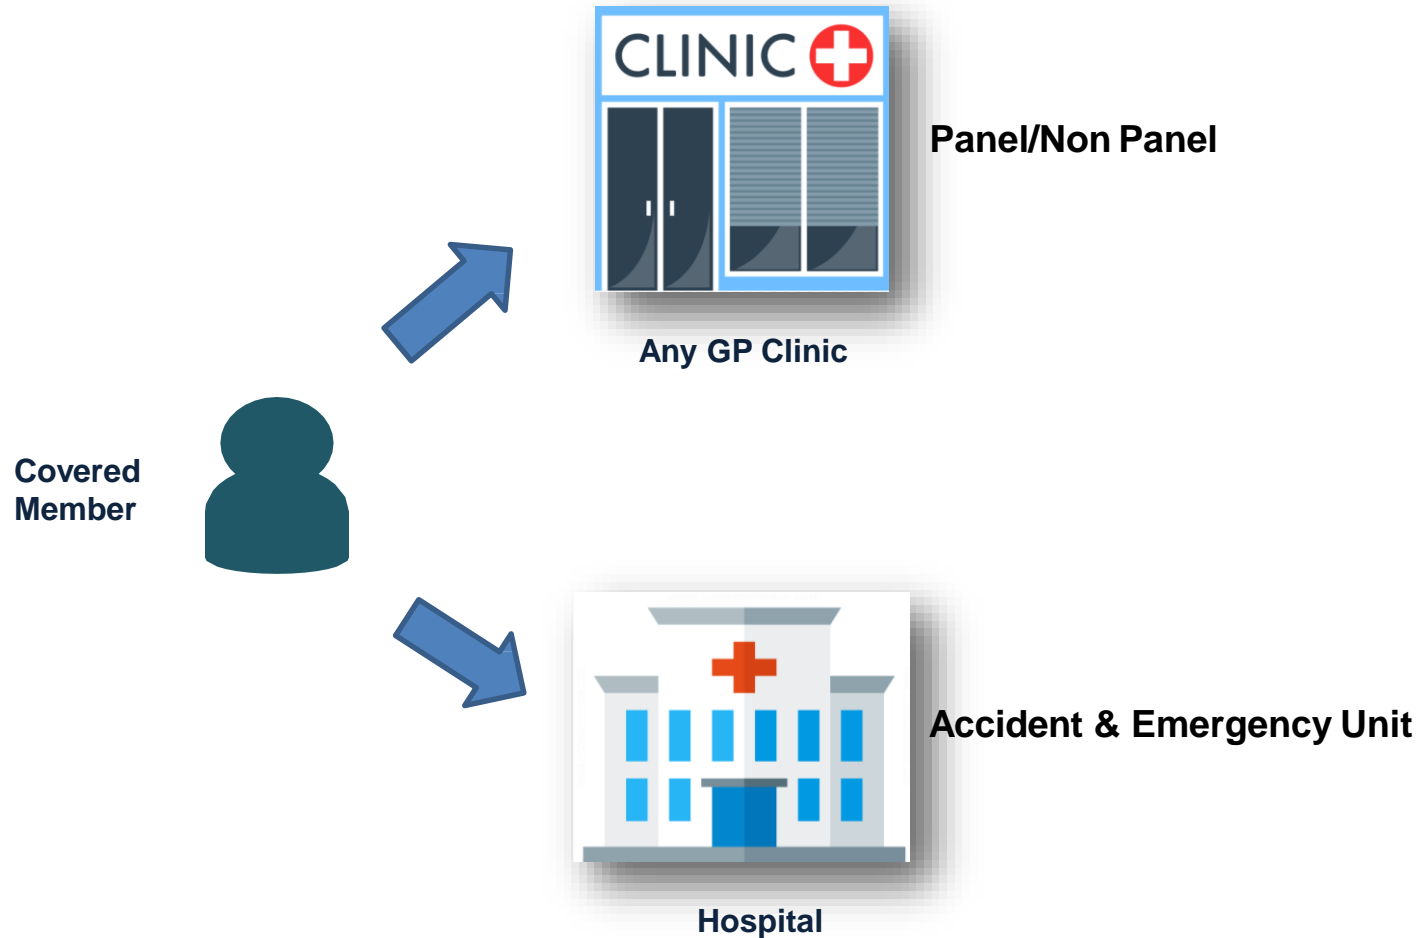 CLINIC
Panel/Non Panel
Any GP Clinic
Covered
Member
Accident & Emergency Unit
Hospital